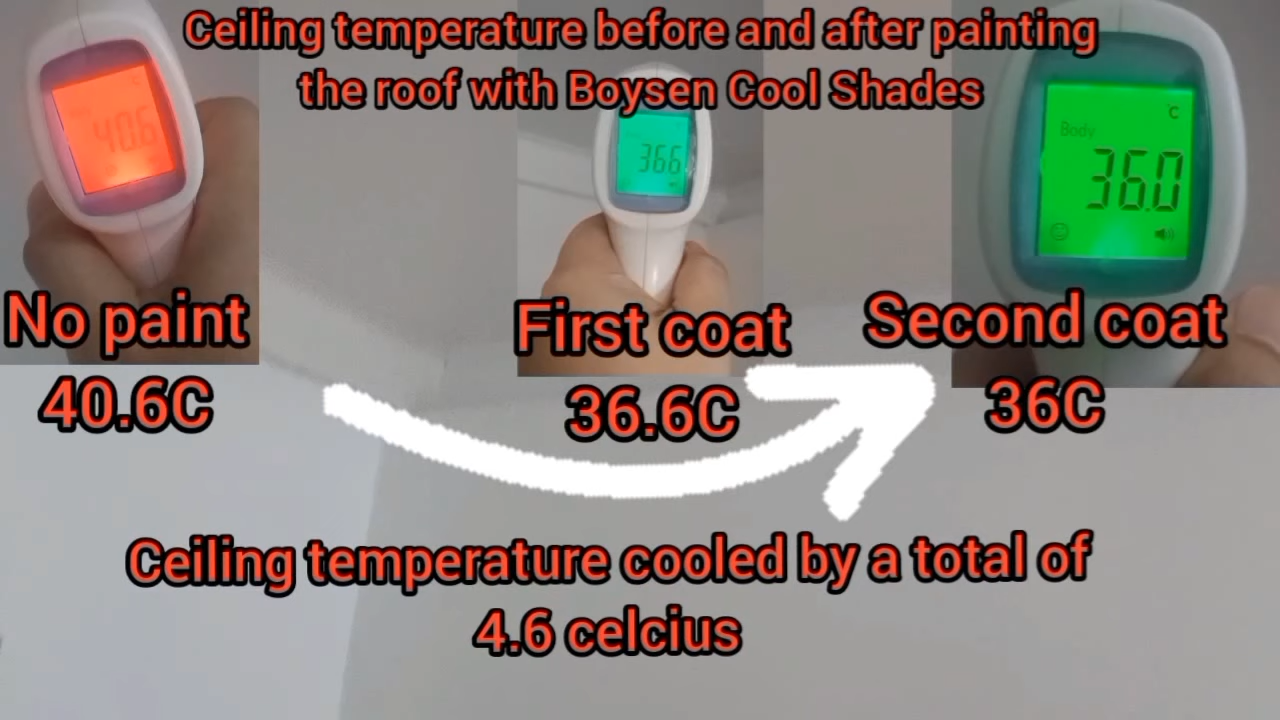 Ceiling temperature before and after painting
the roof with Boysen Cool Shades
40.6
36.6
°C
Body
36.0
No paint
40.6C
First coat
36.6C
Second coat
36C
Ceiling temperature cooled by a total of
4.6 celcius